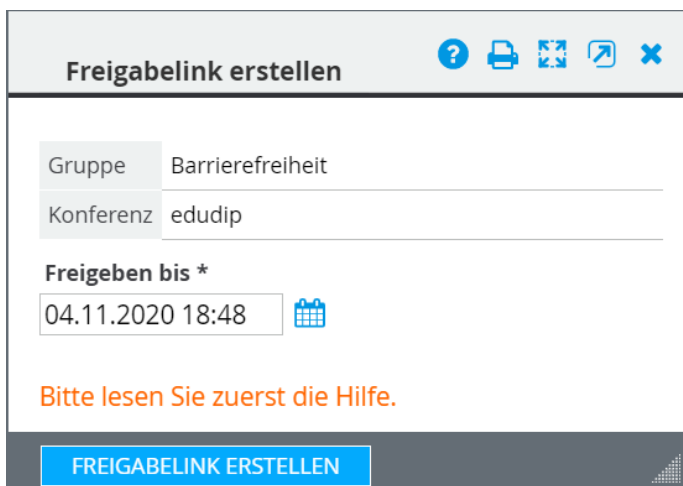 Freigabelink erstellen
Gruppe Barrierefreiheit
Konferenz edudip
Freigeben bis *
04.11.2020 18:48
Bitte lesen Sie zuerst die Hilfe.
FREIGABELINK ERSTELLEN